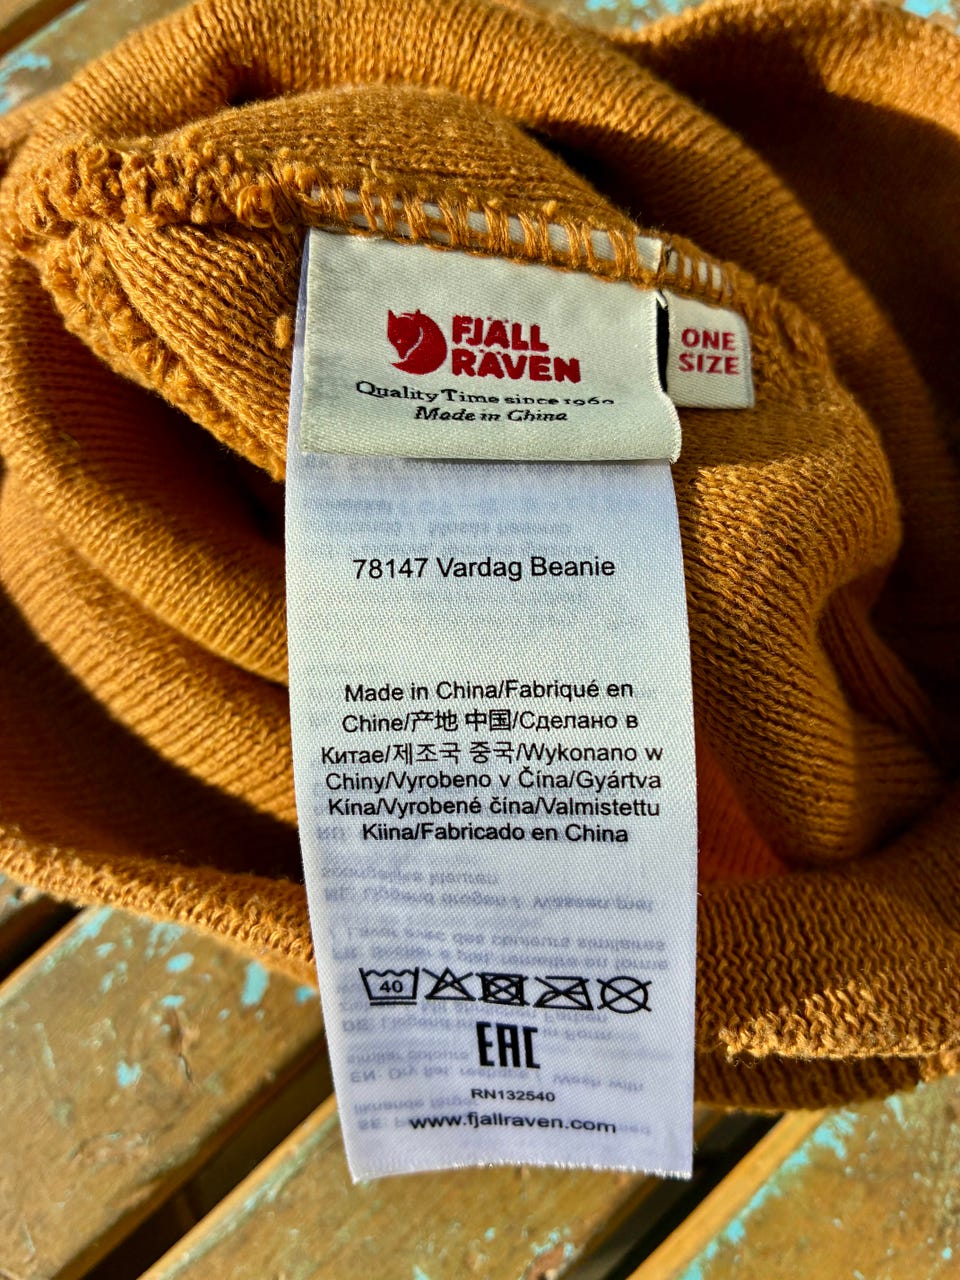 FJÄLL
RÄVEN
Quality Time since 1960
Made in China
ONE
SIZE
78147 Vardag Beanie
Made in China/Fabriqué en
Chine/产地 中国/Сделано в
Китае/제조국 중국/Wykonano w
Chiny/Vyrobeno v Čína/Gyártva
Kína/Vyrobené čína/Valmistettu
Kiina/Fabricado en China
40
EAC
RN132540
www.fjallraven.com